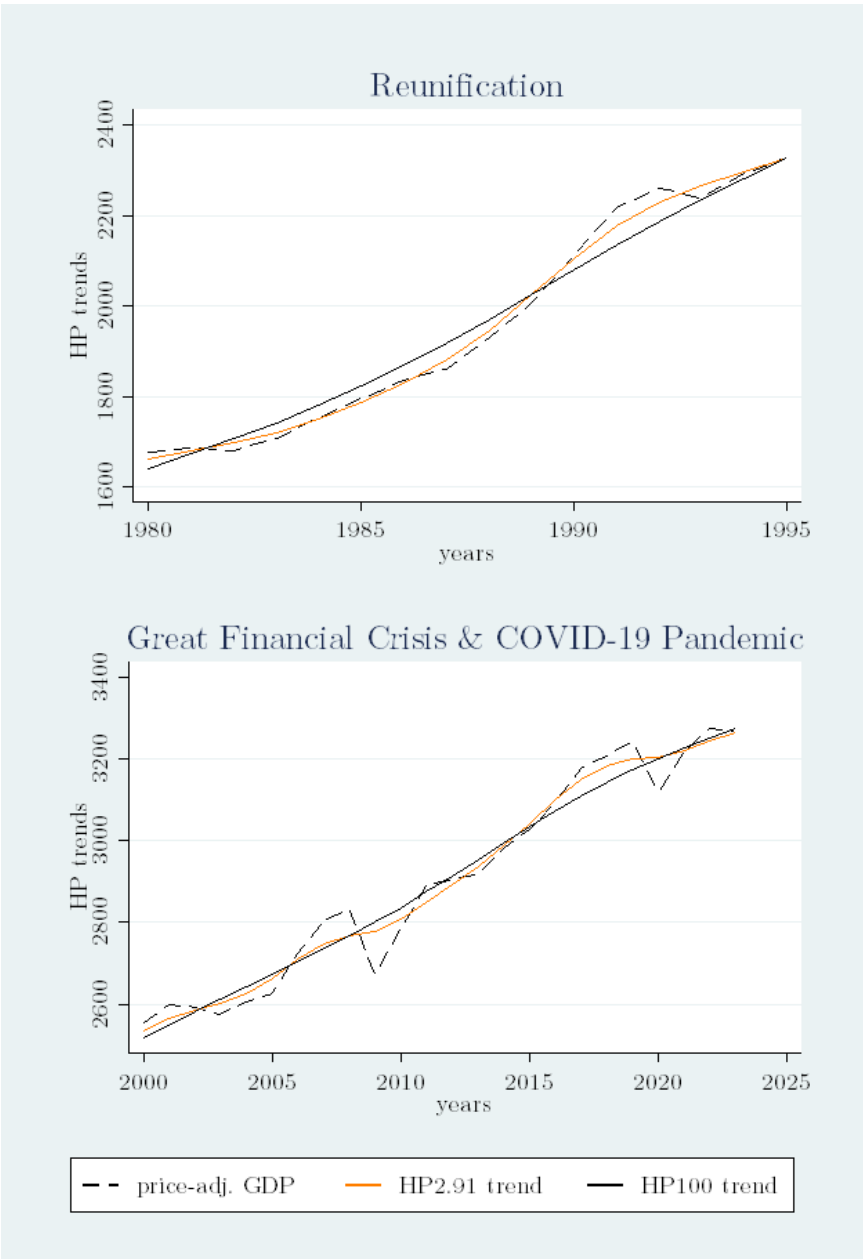 Reunification
2400
2200
2000
1800
1600
HP trends
1980 1985 1990 1995
years
Great Financial Crisis & COVID-19 Pandemic
3400
3200
3000
2800
2600
HP trends
2000 2005 2010 2015 2020 2025
years
price-adj. GDP HP2.91 trend HP100 trend